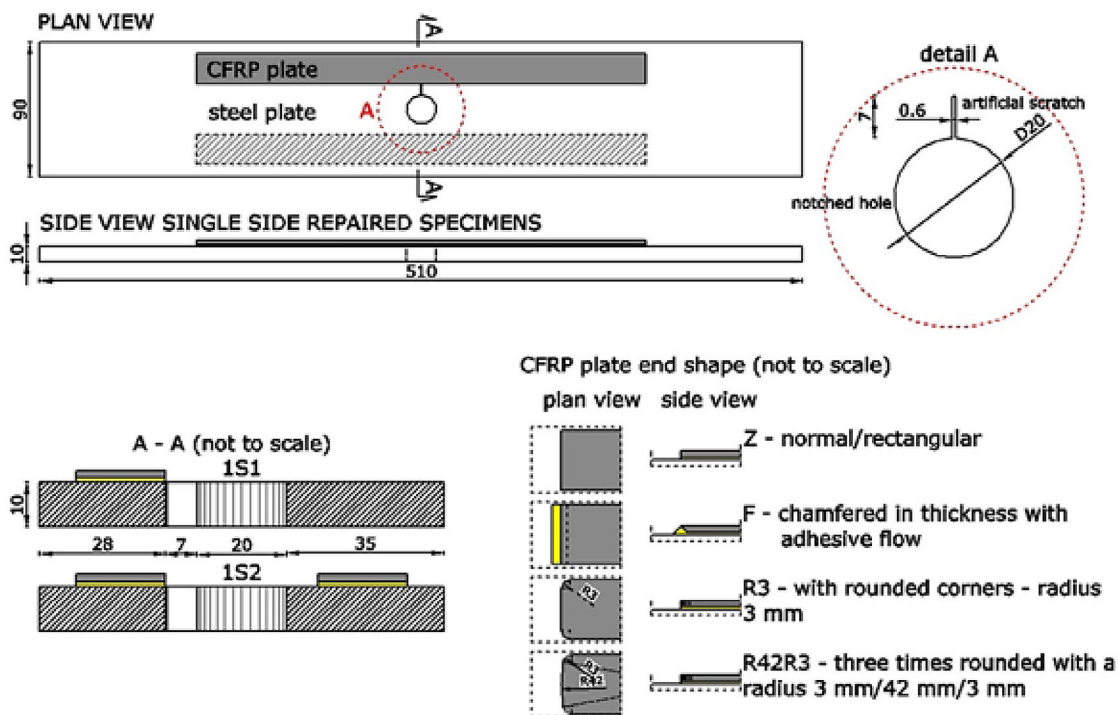 PLAN VIEW
A
CFRP plate
steel plate
A
90
A
SIDE VIEW SINGLE SIDE REPAIRED SPECIMENS
10
510
detail A
artificial scratch
0.6
7
D20
notched hole
CFRP plate end shape (not to scale)
plan view side view
Z - normal/rectangular
F - chamfered in thickness with
adhesive flow
R3
R3 - with rounded corners - radius
3 mm
R3
R42
R42R3 - three times rounded with a
radius 3 mm/42 mm/3 mm
A - A (not to scale)
1S1
10
28 7 20 35
1S2